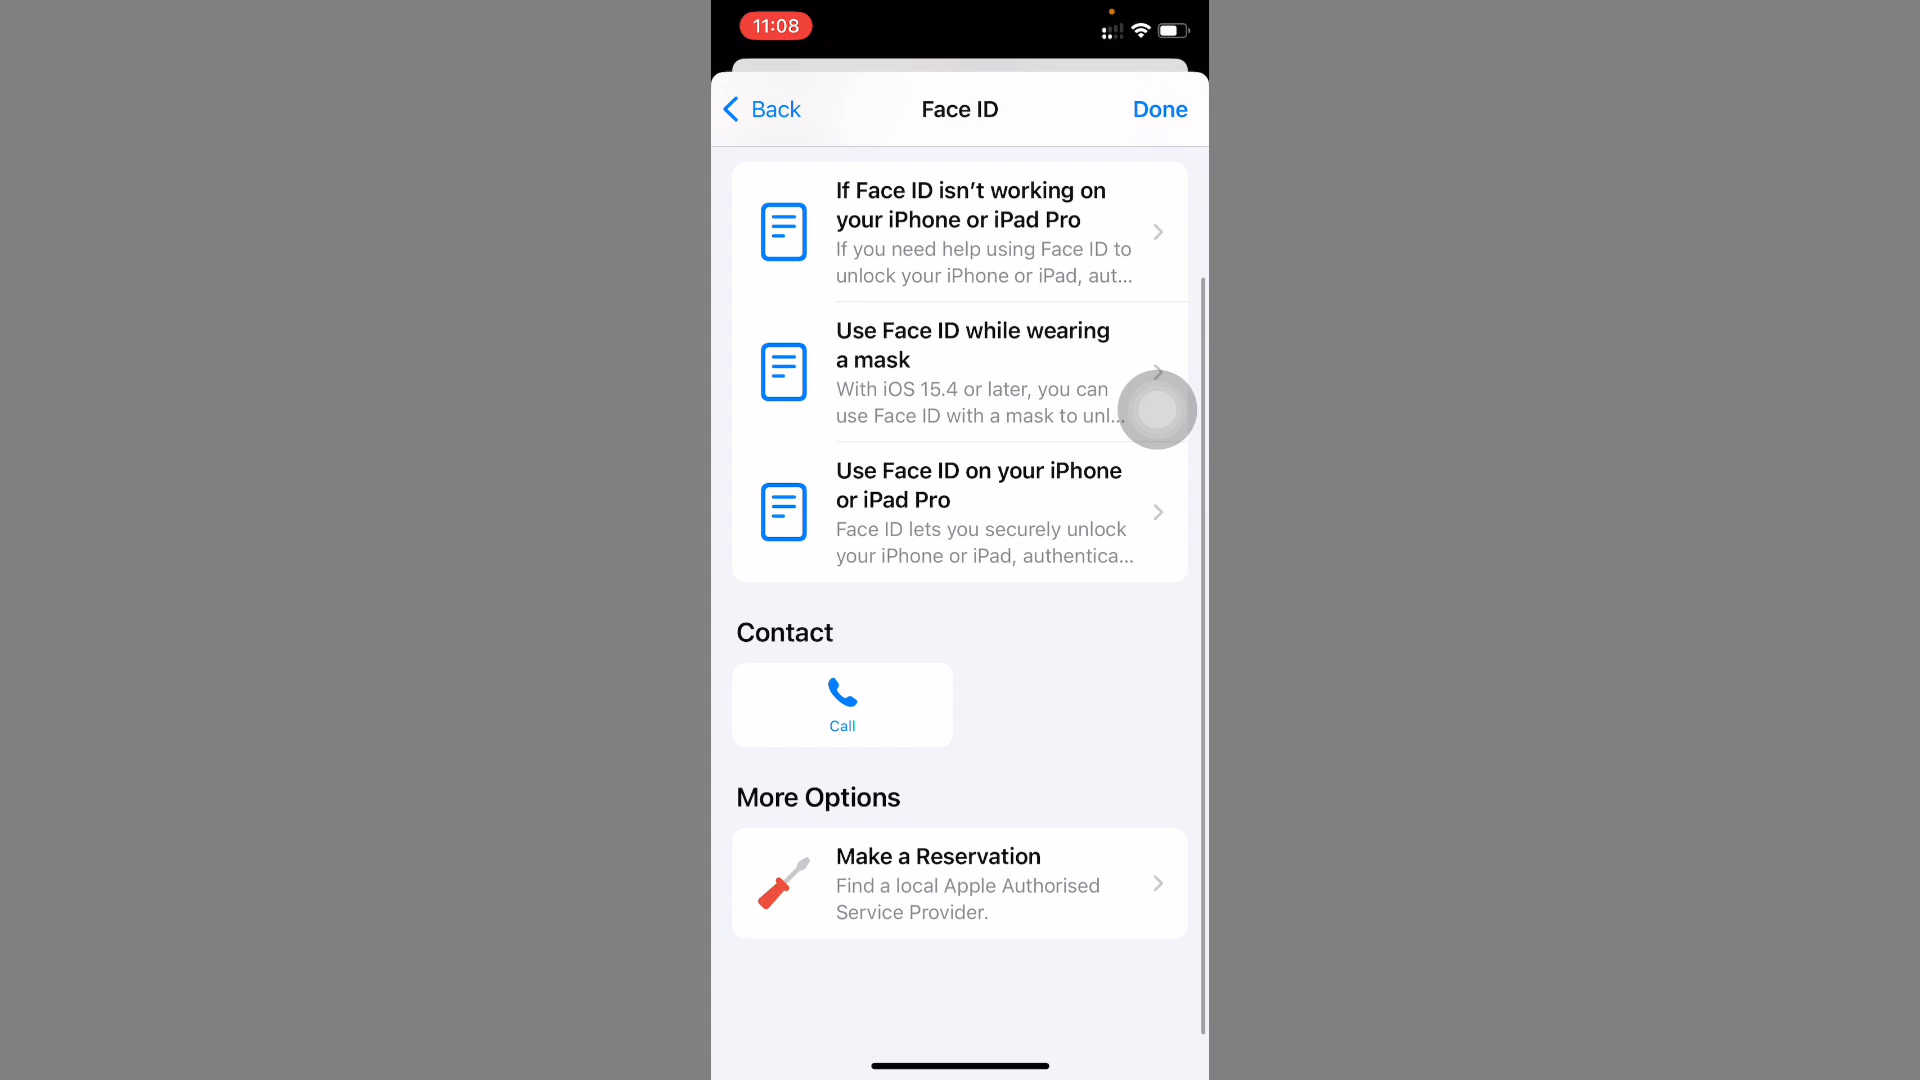 11:08
Back
Face ID
Done
If Face ID isn’t working on
your iPhone or iPad Pro
If you need help using Face ID to
unlock your iPhone or iPad, aut...
Use Face ID while wearing
a mask
With iOS 15.4 or later, you can
use Face ID with a mask to unl...
Use Face ID on your iPhone
or iPad Pro
Face ID lets you securely unlock
your iPhone or iPad, authentica...
Contact
Call
More Options
Make a Reservation
Find a local Apple Authorised
Service Provider.